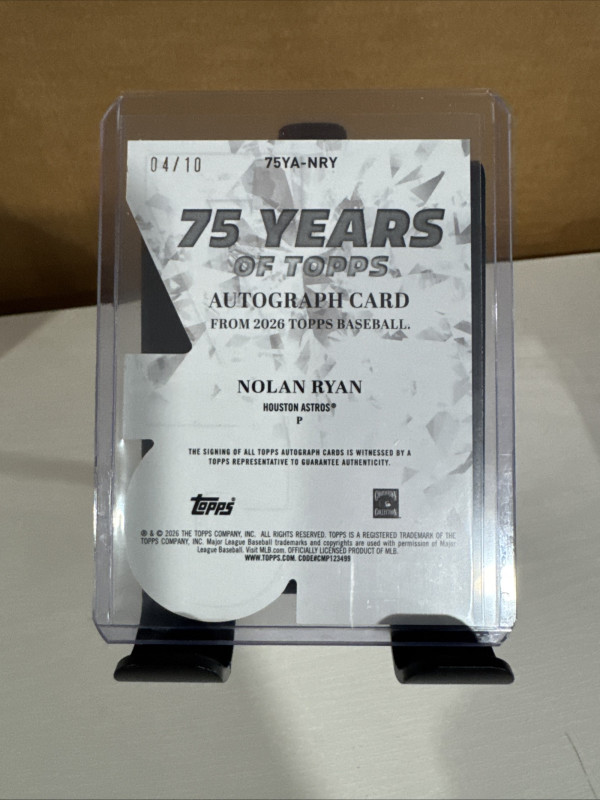 04/10
75YA-NRY
75 YEARS
OF TOPPS
AUTOGRAPH CARD
FROM 2026 TOPPS BASEBALL.
NOLAN RYAN
HOUSTON ASTROS®
P
THE SIGNING OF ALL TOPPS AUTOGRAPH CARDS IS WITNESSED BY A
TOPPS REPRESENTATIVE TO GUARANTEE AUTHENTICITY.
Topps®
COOPERSTOWN
COLLECTION
® & © 2026 THE TOPPS COMPANY, INC. ALL RIGHTS RESERVED. TOPPS IS A REGISTERED TRADEMARK OF THE
TOPPS COMPANY, INC. Major League Baseball trademarks and copyrights are used with permission of Major
League Baseball. Visit MLB.com. OFFICIALLY LICENSED PRODUCT OF MLB.
WWW.TOPPS.COM. CODE#CMP123499